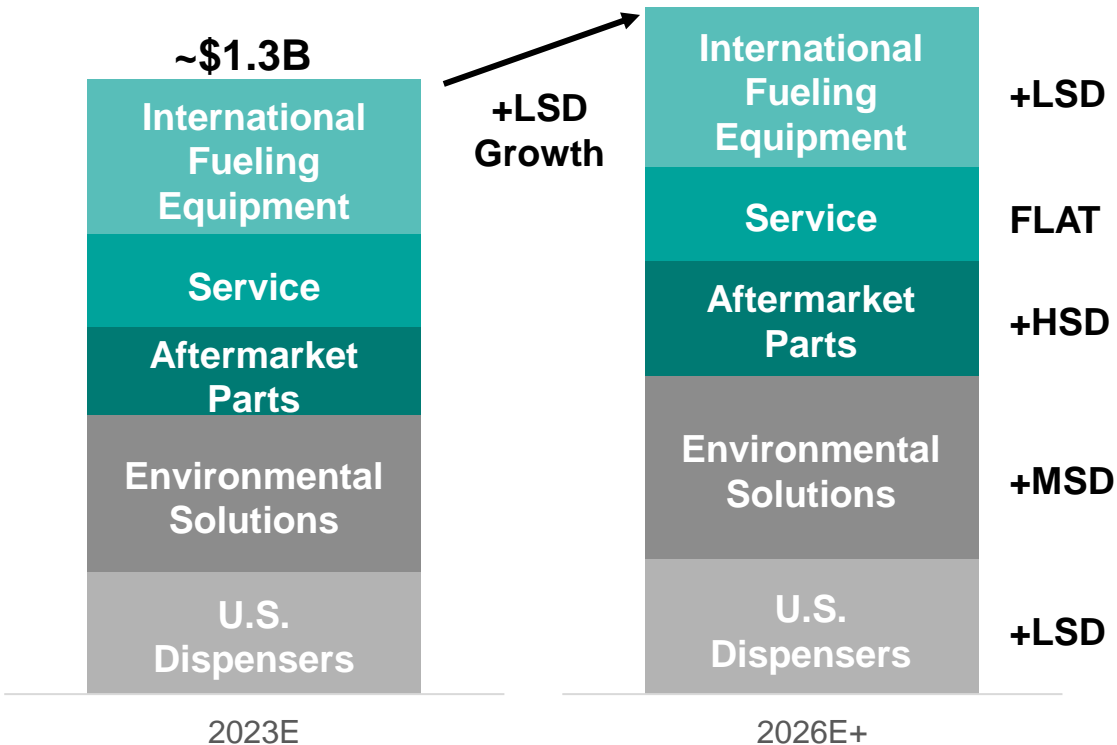 ~$1.3B
International
Fueling
Equipment
Service
Aftermarket
Parts
Environmental
Solutions
U.S.
Dispensers
2023E
+LSD
Growth
International
Fueling
Equipment
+LSD
Service
FLAT
Aftermarket
Parts
+HSD
Environmental
Solutions
+MSD
U.S.
Dispensers
+LSD
2026E+